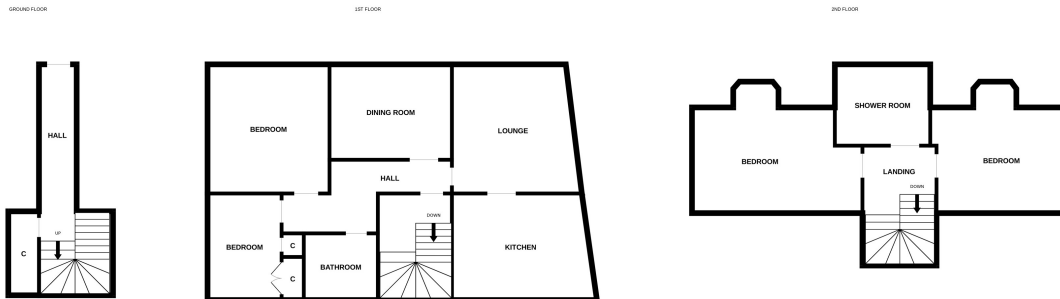 GROUND FLOOR
HALL
UP
C
1ST FLOOR
BEDROOM
DINING ROOM
LOUNGE
HALL
DOWN
BEDROOM
C
KITCHEN
BATHROOM
C
2ND FLOOR
SHOWER ROOM
BEDROOM
BEDROOM
LANDING
DOWN